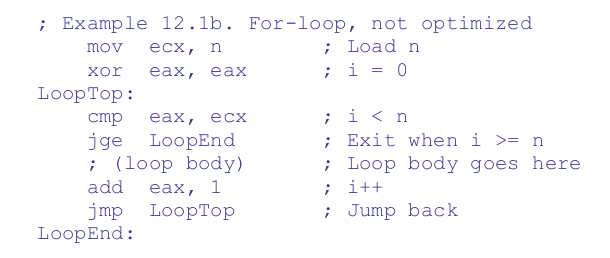 ; Example 12.1b. For-loop, not optimized
    mov  ecx, n         ; Load n
    xor  eax, eax       ; i = 0
LoopTop:
    cmp  eax, ecx       ; i < n
    jge  LoopEnd        ; Exit when i >= n
    ; (loop body)       ; Loop body goes here
    add  eax, 1         ; i++
    jmp  LoopTop        ; Jump back
LoopEnd: